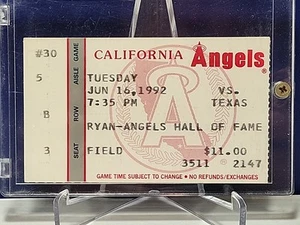 #30 GAME
CALIFORNIA Angels
5 AISLE
TUESDAY
JUN 16,1992 VS.
7:35 PM TEXAS
8 ROW
RYAN-ANGELS HALL OF FAME
3 SEAT
FIELD $11.00
3511 2147
GAME TIME SUBJECT TO CHANGE • NO REFUNDS/EXCHANGES